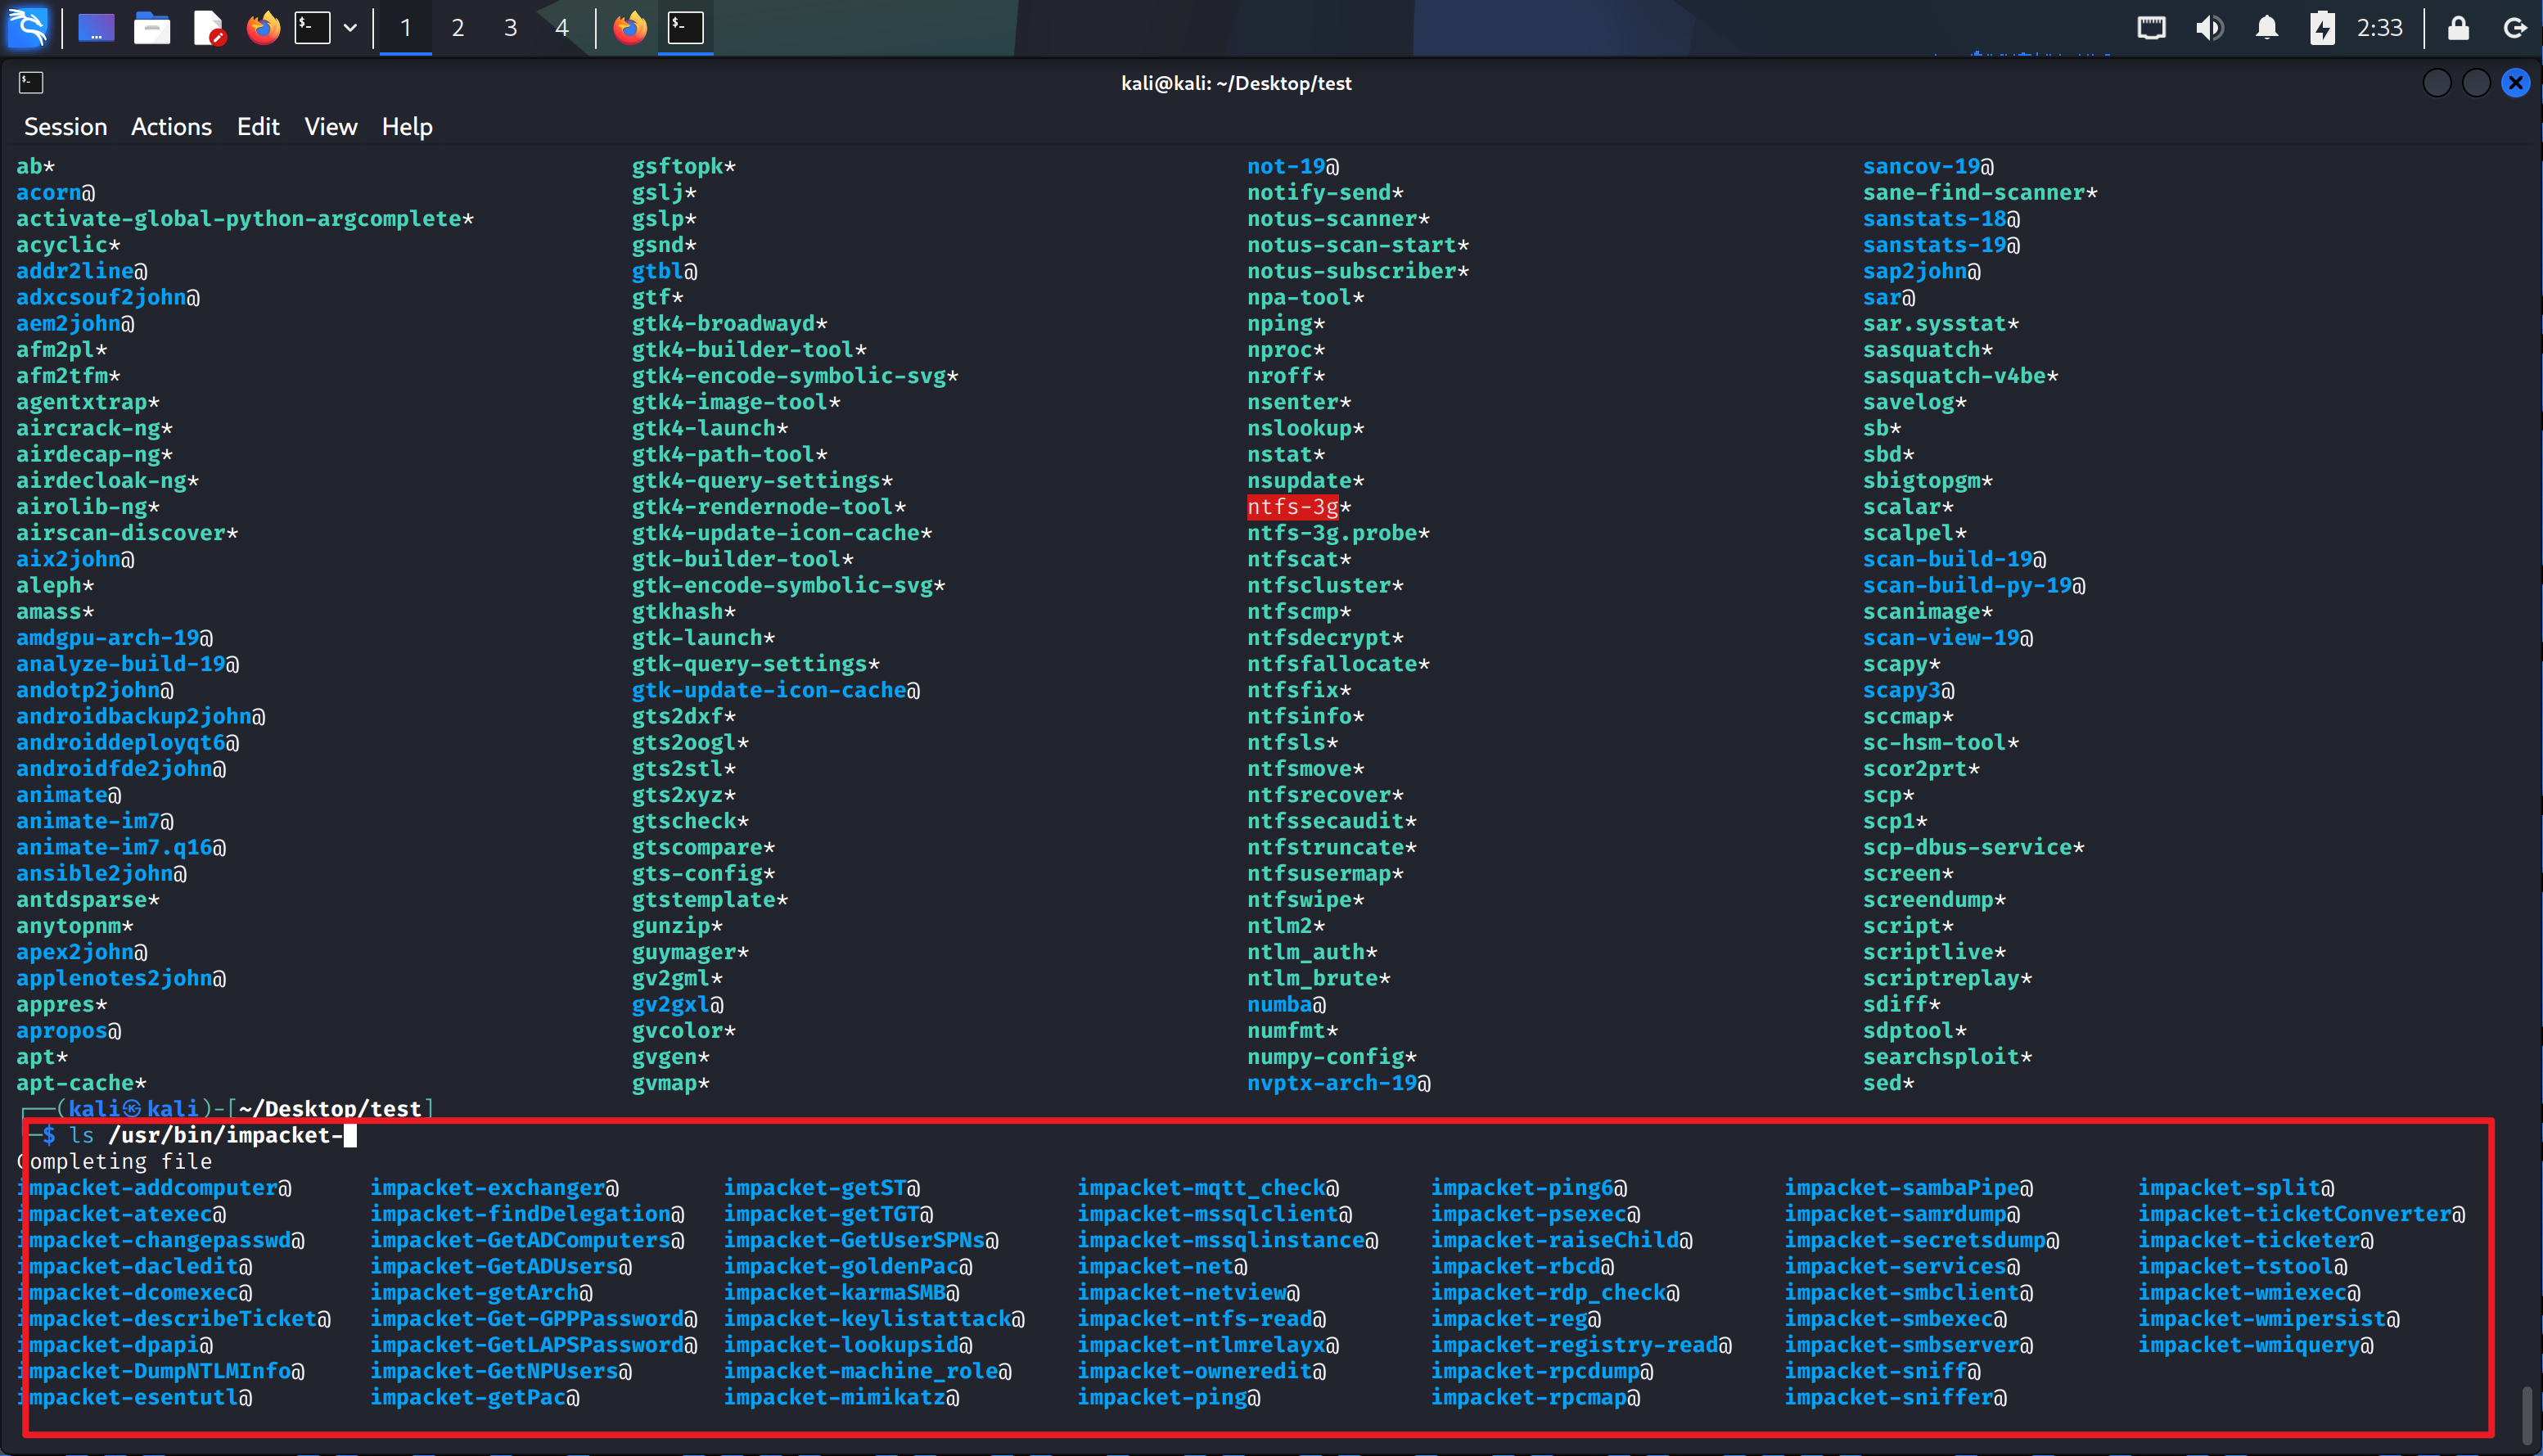 1 2 3 4 2:33
kali@kali: ~/Desktop/test
Session Actions Edit View Help
ab* gsftopk* not-19@ sancov-19@
acorn@ gslj* notify-send* sane-find-scanner*
activate-global-python-argcomplete* gslp* notus-scanner* sanstats-18@
acyclic* gsnd* notus-scan-start* sanstats-19@
addr2line@ gtbl@ notus-subscriber* sap2john@
adxcsouf2john@ gtf* npa-tool* sar@
aem2john@ gtk4-broadwayd* nping* sar.sysstat*
afm2pl* gtk4-builder-tool* nproc* sasquatch*
afm2tfm* gtk4-encode-symbolic-svg* nroff* sasquatch-v4be*
agentxtrap* gtk4-image-tool* nsenter* savelog*
aircrack-ng* gtk4-launch* nslookup* sb*
airdecap-ng* gtk4-path-tool* nstat* sbd*
airdecloak-ng* gtk4-query-settings* nsupdate* sbigtopgm*
airolib-ng* gtk4-rendernode-tool* ntfs-3g* scalar*
airscan-discover* gtk4-update-icon-cache* ntfs-3g.probe* scalpel*
aix2john@ gtk-builder-tool* ntfscat* scan-build-19@
aleph* gtk-encode-symbolic-svg* ntfscluster* scan-build-py-19@
amass* gtkhash* ntfscmp* scanimage*
amdgpu-arch-19@ gtk-launch* ntfsdecrypt* scan-view-19@
analyze-build-19@ gtk-query-settings* ntfsfallocate* scapy*
andotp2john@ gtk-update-icon-cache@ ntfsfix* scapy3@
androidbackup2john@ gts2dxf* ntfsinfo* sccmap*
androiddeployqt6@ gts2oogl* ntfsls* sc-hsm-tool*
androidfde2john@ gts2stl* ntfsmove* scor2prt*
animate@ gts2xyz* ntfsrecover* scp*
animate-im7@ gtscheck* ntfssecaudit* scp1*
animate-im7.q16@ gtscompare* ntfstruncate* scp-dbus-service*
ansible2john@ gts-config* ntfsusermap* screen*
antdsparse* gtstemplate* ntfswipe* screendump*
anytopnm* gunzip* ntlm2* script*
apex2john@ guymager* ntlm_auth* scriptlive*
applenotes2john@ gv2gml* ntlm_brute* scriptreplay*
appres* gv2gxl@ numba@ sdiff*
apropos@ gvcolor* numfmt* sdptool*
apt* gvgen* numpy-config* searchsploit*
apt-cache* gvmap* nvptx-arch-19@ sed*
┌──(kali㉿kali)-[~/Desktop/test]
└─$ ls /usr/bin/impacket-
Completing file
impacket-addcomputer@ impacket-exchanger@ impacket-getST@ impacket-mqtt_check@ impacket-ping6@ impacket-sambaPipe@ impacket-split@
impacket-atexec@ impacket-findDelegation@ impacket-getTGT@ impacket-mssqlclient@ impacket-psexec@ impacket-samrdump@ impacket-ticketConverter@
impacket-changepasswd@ impacket-GetADComputers@ impacket-GetUserSPNs@ impacket-mssqlinstance@ impacket-raiseChild@ impacket-secretsdump@ impacket-ticketer@
impacket-dacledit@ impacket-GetADUsers@ impacket-goldenPac@ impacket-net@ impacket-rbcd@ impacket-services@ impacket-tstool@
impacket-dcomexec@ impacket-getArch@ impacket-karmaSMB@ impacket-netview@ impacket-rdp_check@ impacket-smbclient@ impacket-wmiexec@
impacket-describeTicket@ impacket-Get-GPPPassword@ impacket-keylistattack@ impacket-ntfs-read@ impacket-reg@ impacket-smbexec@ impacket-wmipersist@
impacket-dpapi@ impacket-GetLAPSPassword@ impacket-lookupsid@ impacket-ntlmrelayx@ impacket-registry-read@ impacket-smbserver@ impacket-wmiquery@
impacket-DumpNTLMInfo@ impacket-GetNPUsers@ impacket-machine_role@ impacket-owneredit@ impacket-rpcdump@ impacket-sniff@
impacket-esentutl@ impacket-getPac@ impacket-mimikatz@ impacket-ping@ impacket-rpcmap@ impacket-sniffer@